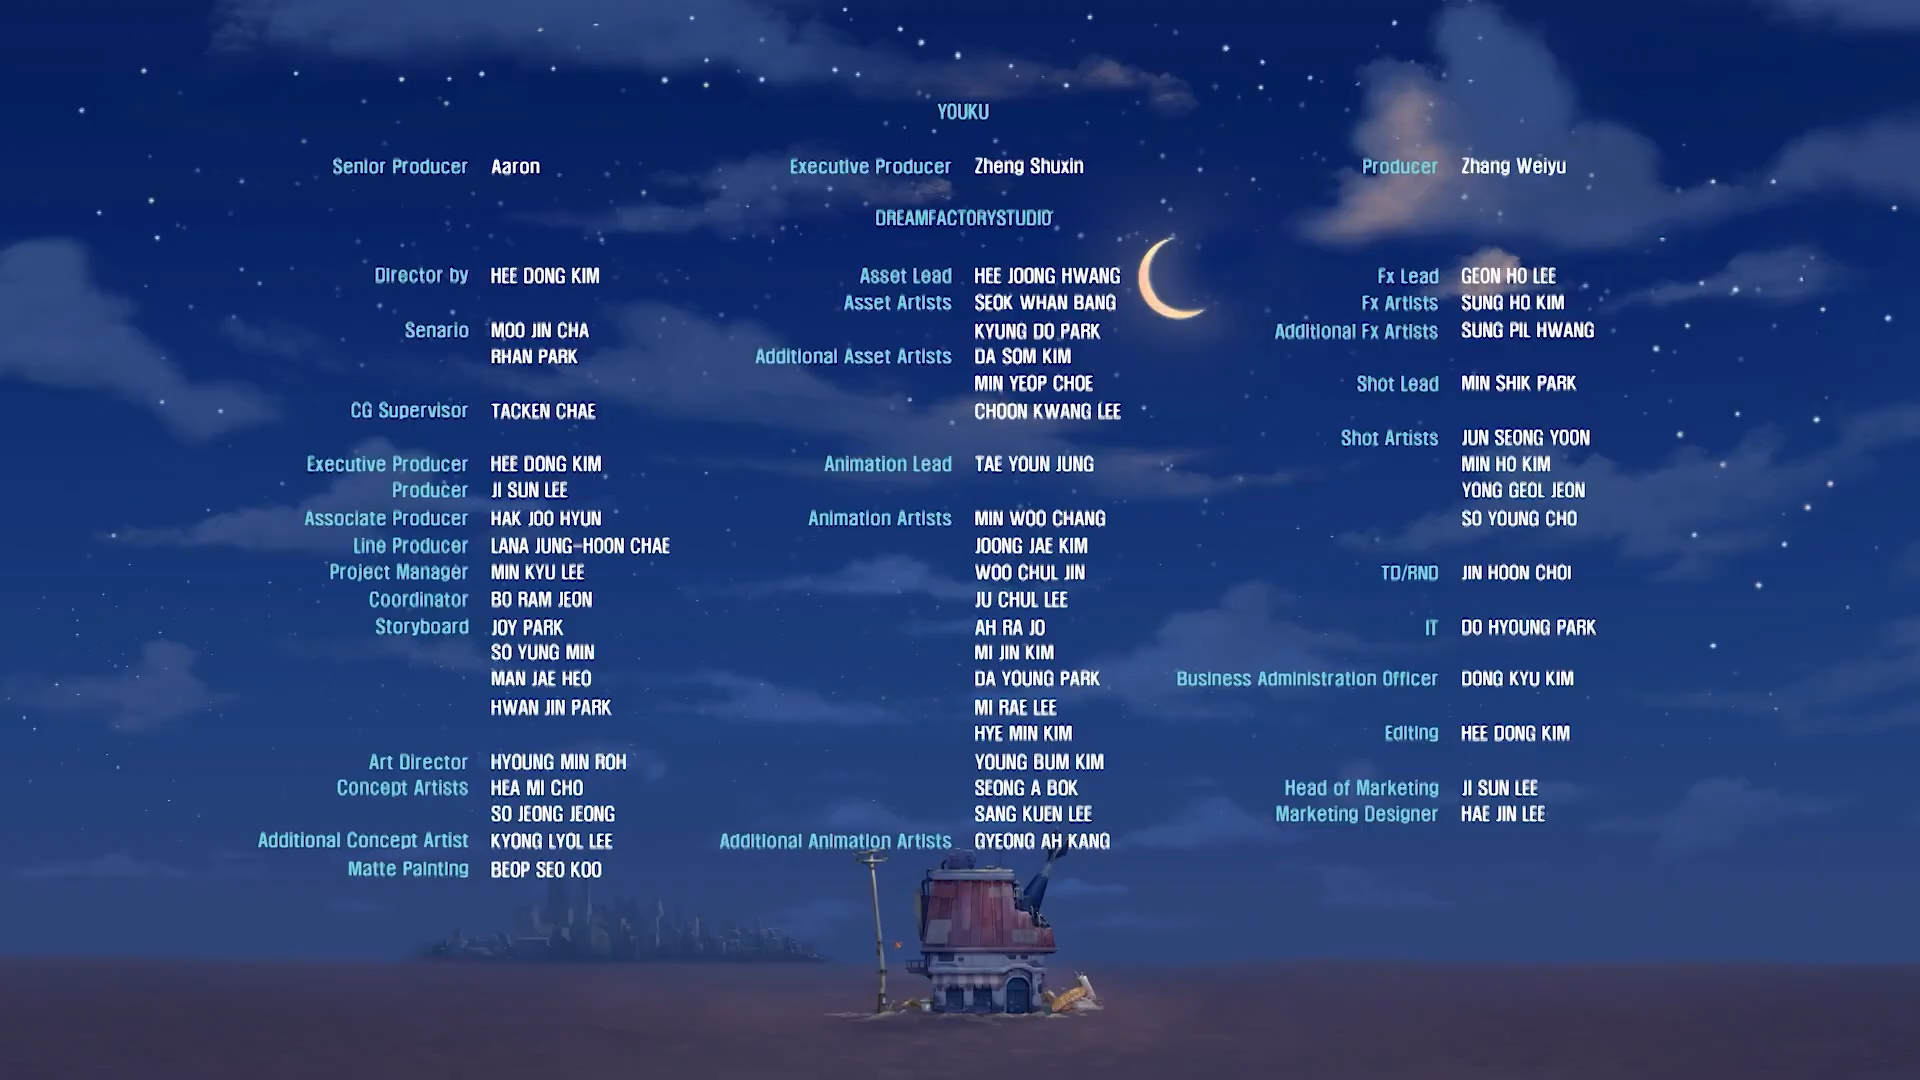 YOUKU
Senior Producer Aaron
Executive Producer Zheng Shuxin
Producer Zhang Weiyu
DREAMFACTORYSTUDIO
Director by HEE DONG KIM
Senario MOO JIN CHA
RHAN PARK
CG Supervisor TACKEN CHAE
Executive Producer HEE DONG KIM
Producer JI SUN LEE
Associate Producer HAK JOO HYUN
Line Producer LANA JUNG-HOON CHAE
Project Manager MIN KYU LEE
Coordinator BO RAM JEON
Storyboard JOY PARK
SO YUNG MIN
MAN JAE HEO
HWAN JIN PARK
Art Director HYOUNG MIN ROH
Concept Artists HEA MI CHO
SO JEONG JEONG
Additional Concept Artist KYONG LYOL LEE
Matte Painting BEOP SEO KOO
Asset Lead HEE JOONG HWANG
Asset Artists SEOK WHAN BANG
KYUNG DO PARK
Additional Asset Artists DA SOM KIM
MIN YEOP CHOE
CHOON KWANG LEE
Animation Lead TAE YOUN JUNG
Animation Artists MIN WOO CHANG
JOONG JAE KIM
WOO CHUL JIN
JU CHUL LEE
AH RA JO
MI JIN KIM
DA YOUNG PARK
MI RAE LEE
HYE MIN KIM
YOUNG BUM KIM
SEONG A BOK
SANG KUEN LEE
Additional Animation Artists GYEONG AH KANG
Fx Lead GEON HO LEE
Fx Artists SUNG HO KIM
Additional Fx Artists SUNG PIL HWANG
Shot Lead MIN SHIK PARK
Shot Artists JUN SEONG YOON
MIN HO KIM
YONG GEOL JEON
SO YOUNG CHO
TD/RND JIN HOON CHOI
IT DO HYOUNG PARK
Business Administration Officer DONG KYU KIM
Editing HEE DONG KIM
Head of Marketing JI SUN LEE
Marketing Designer HAE JIN LEE